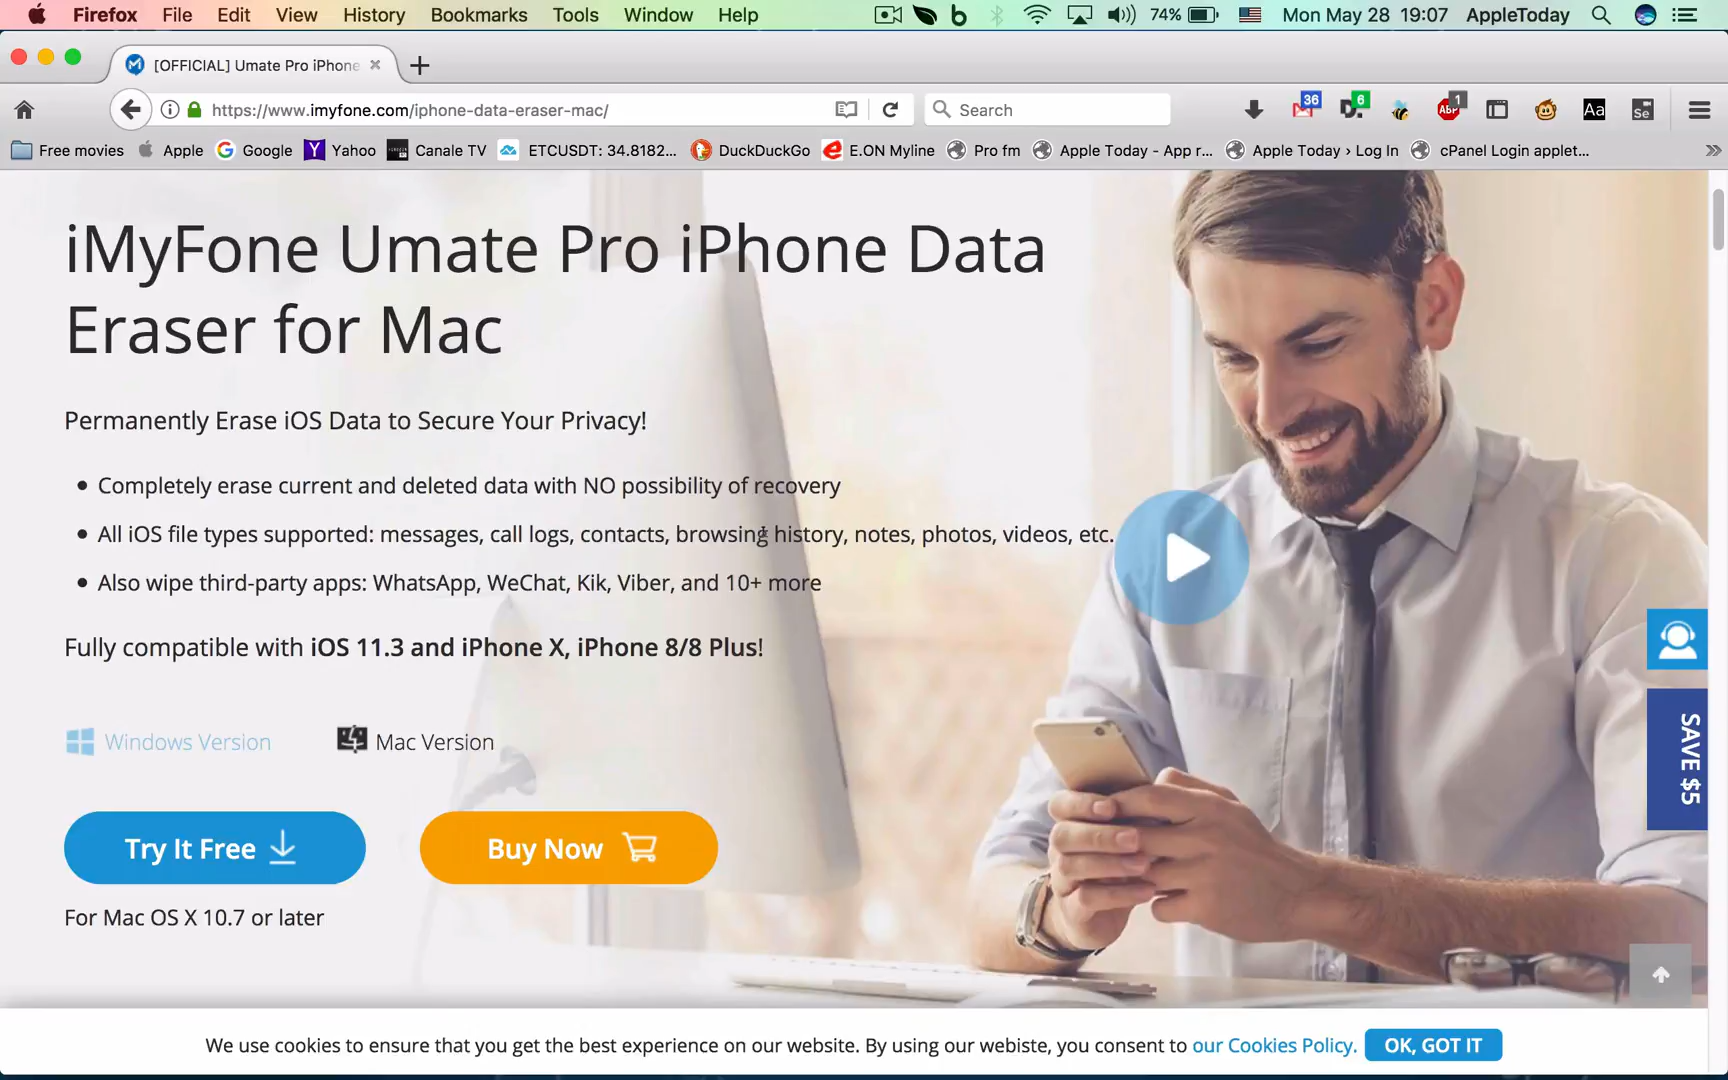 Firefox File Edit View History Bookmarks Tools Window Help 74% Mon May 28 19:07 AppleToday
[OFFICIAL] Umate Pro iPhone
https://www.imyfone.com/iphone-data-eraser-mac/ Search 36 6 ABP 1 Aa Se
Free movies Apple Google Yahoo Canale TV ETCUSDT: 34.8182... DuckDuckGo E.ON Myline Pro fm Apple Today - App r... Apple Today › Log In cPanel Login applet...
iMyFone Umate Pro iPhone Data
Eraser for Mac
Permanently Erase iOS Data to Secure Your Privacy!
Completely erase current and deleted data with NO possibility of recovery
All iOS file types supported: messages, call logs, contacts, browsing history, notes, photos, videos, etc.
Also wipe third-party apps: WhatsApp, WeChat, Kik, Viber, and 10+ more
Fully compatible with iOS 11.3 and iPhone X, iPhone 8/8 Plus!
Windows Version Mac Version
SAVE $5
Try It Free Buy Now
For Mac OS X 10.7 or later
We use cookies to ensure that you get the best experience on our website. By using our webiste, you consent to our Cookies Policy. OK, GOT IT